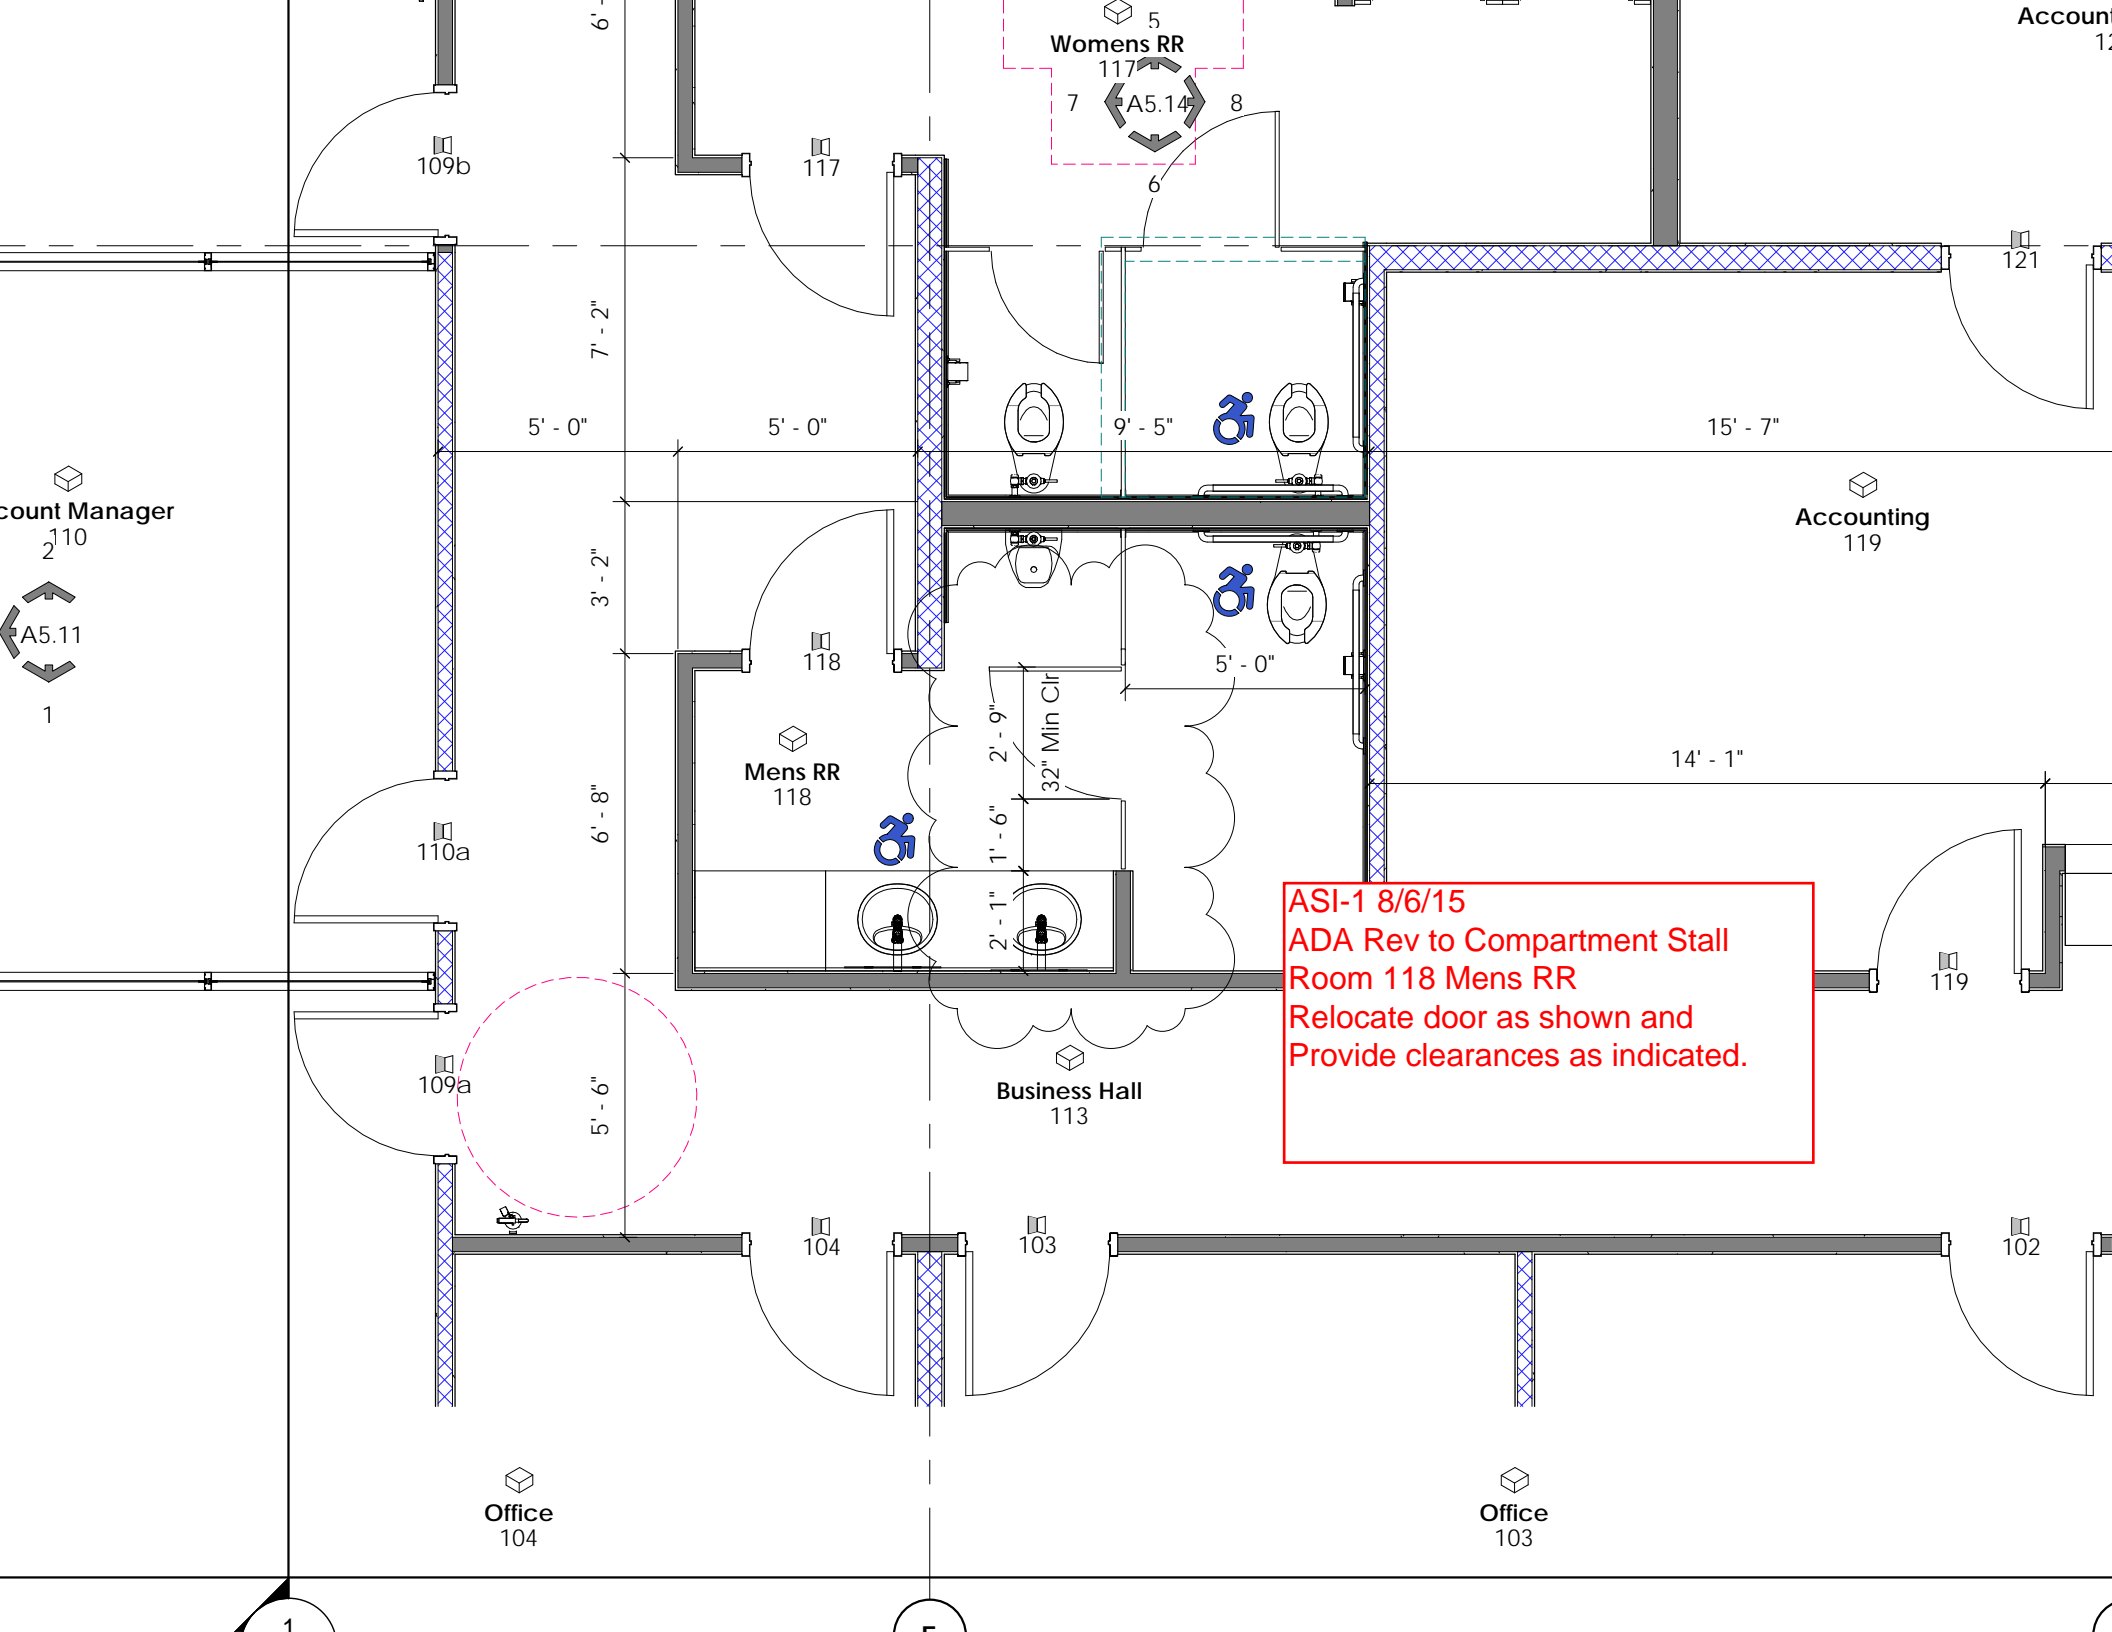 6'-
5
Womens RR
117
7
A5.14
8
6
Account
12
109b
117
121
7' - 2"
5' - 0"
5' - 0"
9' - 5"
15' - 7"
count Manager
110
2
A5.11
1
Accounting
119
3' - 2"
118
5' - 0"
2' - 9"
32" Min Clr
14' - 1"
Mens RR
118
6' - 8"
1' - 6"
110a
2' - 1"
ASI-1 8/6/15
ADA Rev to Compartment Stall
Room 118 Mens RR
Relocate door as shown and
Provide clearances as indicated.
119
109a
5' - 6"
Business Hall
113
104
103
102
Office
104
Office
103
1